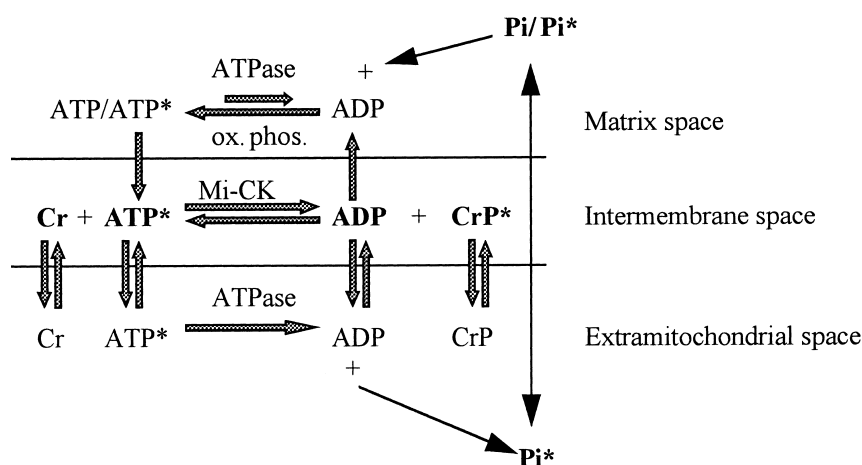 Pi/Pi*
ATPase +
ATP/ATP* ADP
ox. phos. Matrix space
Mi-CK
Cr + ATP* ADP + CrP* Intermembrane space
ATPase
Cr ATP* ADP CrP Extramitochondrial space
+
Pi*